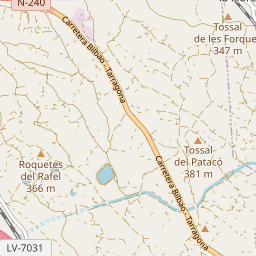 N-240
Carretera Bilbao - Tarragona
Tossal
de les Forque
347 m
Carretera Bilbao - Tarragona
Tossal
del Patacó
381 m
Roquetes
del Rafel
366 m
LV-7031